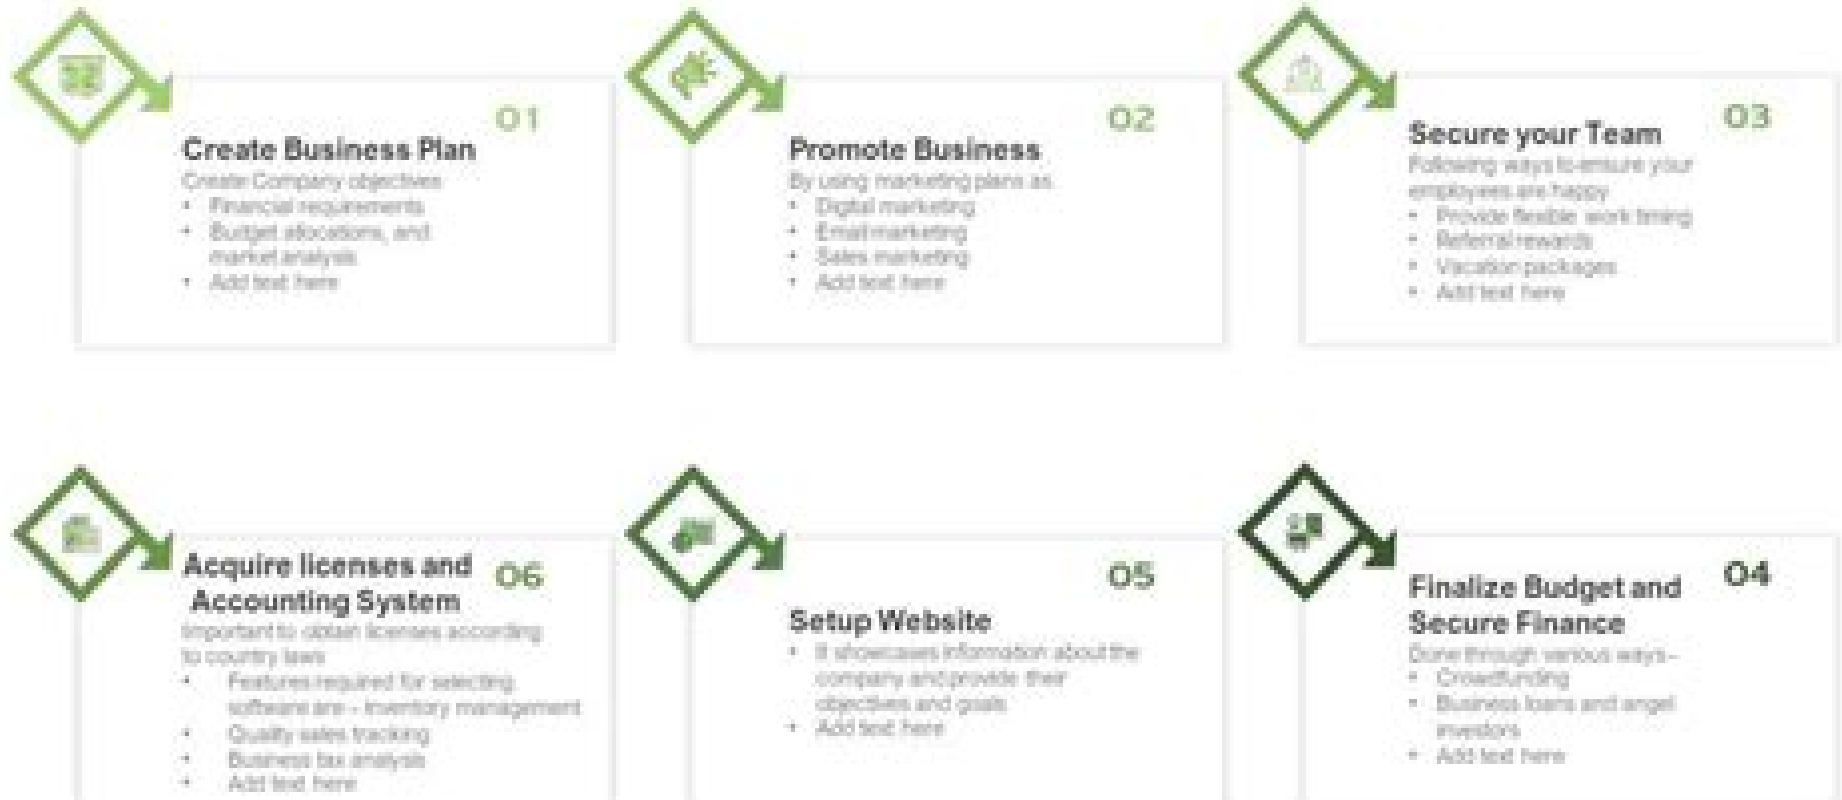 01
Create Business Plan
Create Company objectives
• Financial requirements
• Budget allocations, and
market analysis
• Add text here
02
Promote Business
By using marketing plans as
• Digital marketing
• Email marketing
• Sales marketing
• Add text here
03
Secure your Team
Following ways to ensure your
employees are happy
• Provide flexible work timing
• Referral rewards
• Vacation packages
• Add text here
06
Acquire licenses and
Accounting System
Important to obtain licenses according
to country laws
• Features required for selecting
software are - Inventory management
• Quality sales tracking
• Business tax analysis
• Add text here
05
Setup Website
• It showcases information about the
company and provide their
objectives and goals
• Add text here
04
Finalize Budget and
Secure Finance
Done through various ways-
• Crowdfunding
• Business loans and angel
investors
• Add text here